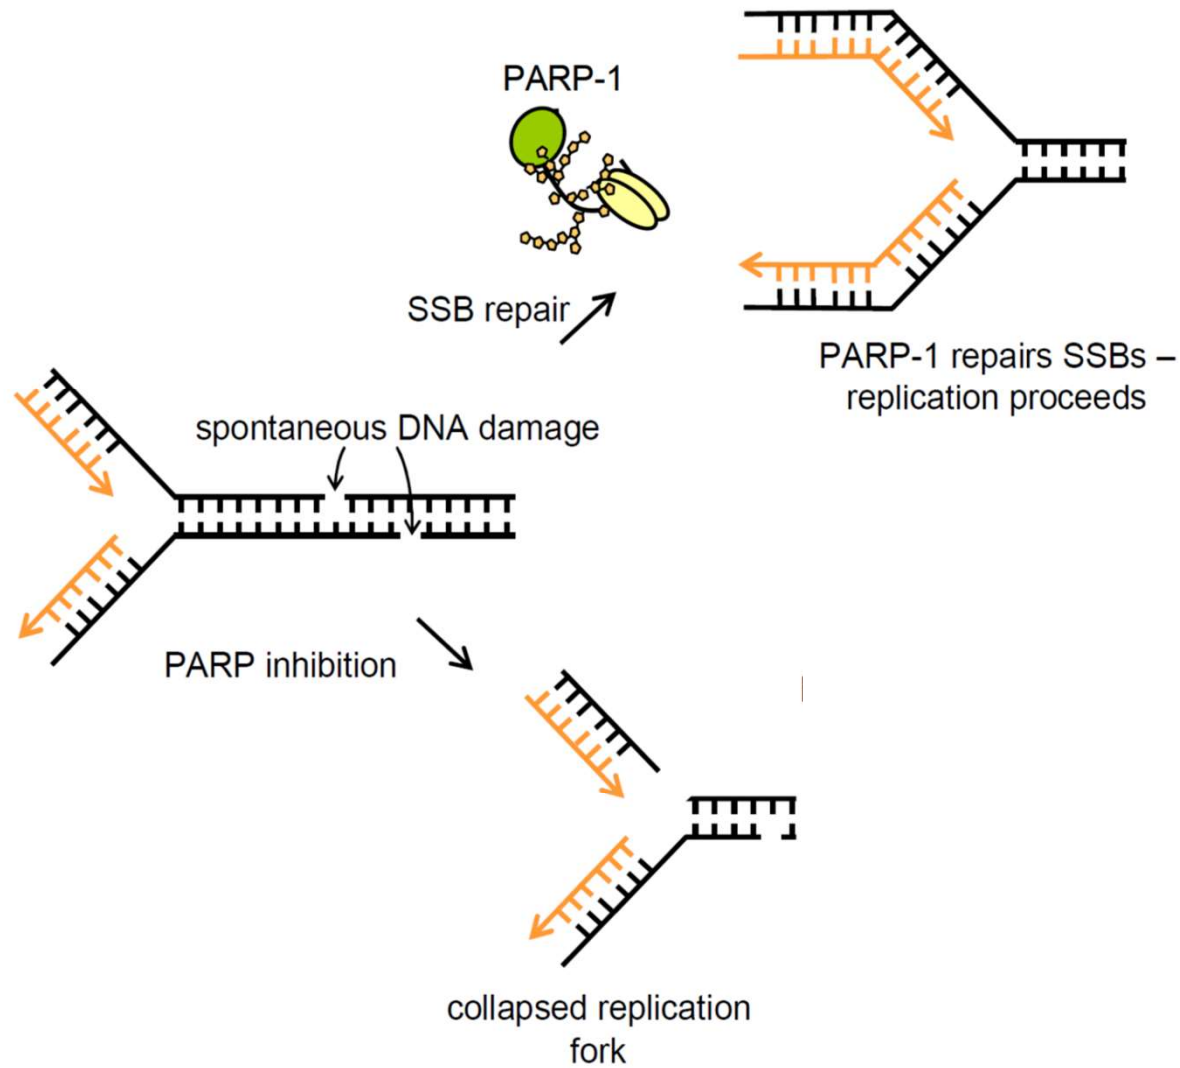 PARP-1
SSB repair
PARP-1 repairs SSBs –
replication proceeds
spontaneous DNA damage
PARP inhibition
collapsed replication
fork